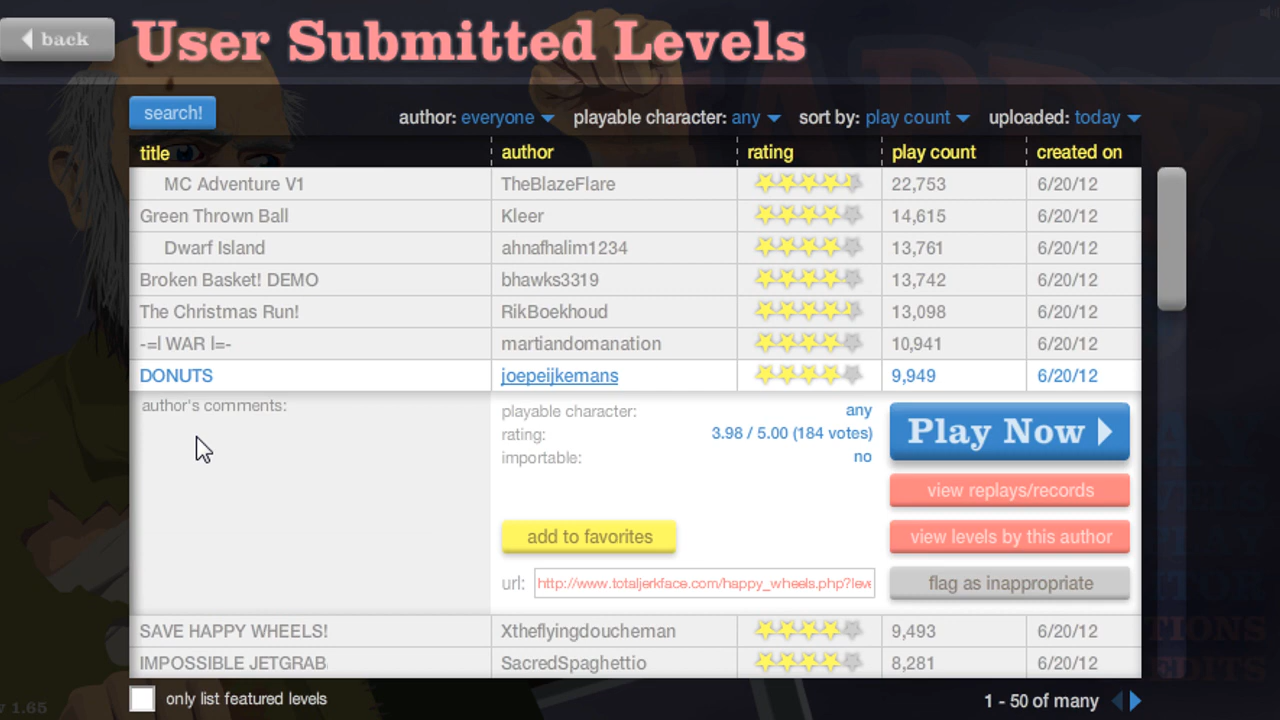 back
User Submitted Levels
search!
author: everyone playable character: any sort by: play count uploaded: today
title author rating play count created on
MC Adventure V1 TheBlazeFlare 22,753 6/20/12
Green Thrown Ball Kleer 14,615 6/20/12
Dwarf Island ahnafhalim1234 13,761 6/20/12
Broken Basket! DEMO bhawks3319 13,742 6/20/12
The Christmas Run! RikBoekhoud 13,098 6/20/12
-=l WAR l=- martiandomanation 10,941 6/20/12
DONUTS joepeijkemans 9,949 6/20/12
author's comments:
playable character: any
rating: 3.98 / 5.00 (184 votes)
importable: no
Play Now
view replays/records
add to favorites
view levels by this author
url: http://www.totaljerkface.com/happy_wheels.php?leve
flag as inappropriate
SAVE HAPPY WHEELS! Xtheflyingdoucheman 9,493 6/20/12
IMPOSSIBLE JETGRAB SacredSpaghettio 8,281 6/20/12
only list featured levels
1 - 50 of many
v 1.65